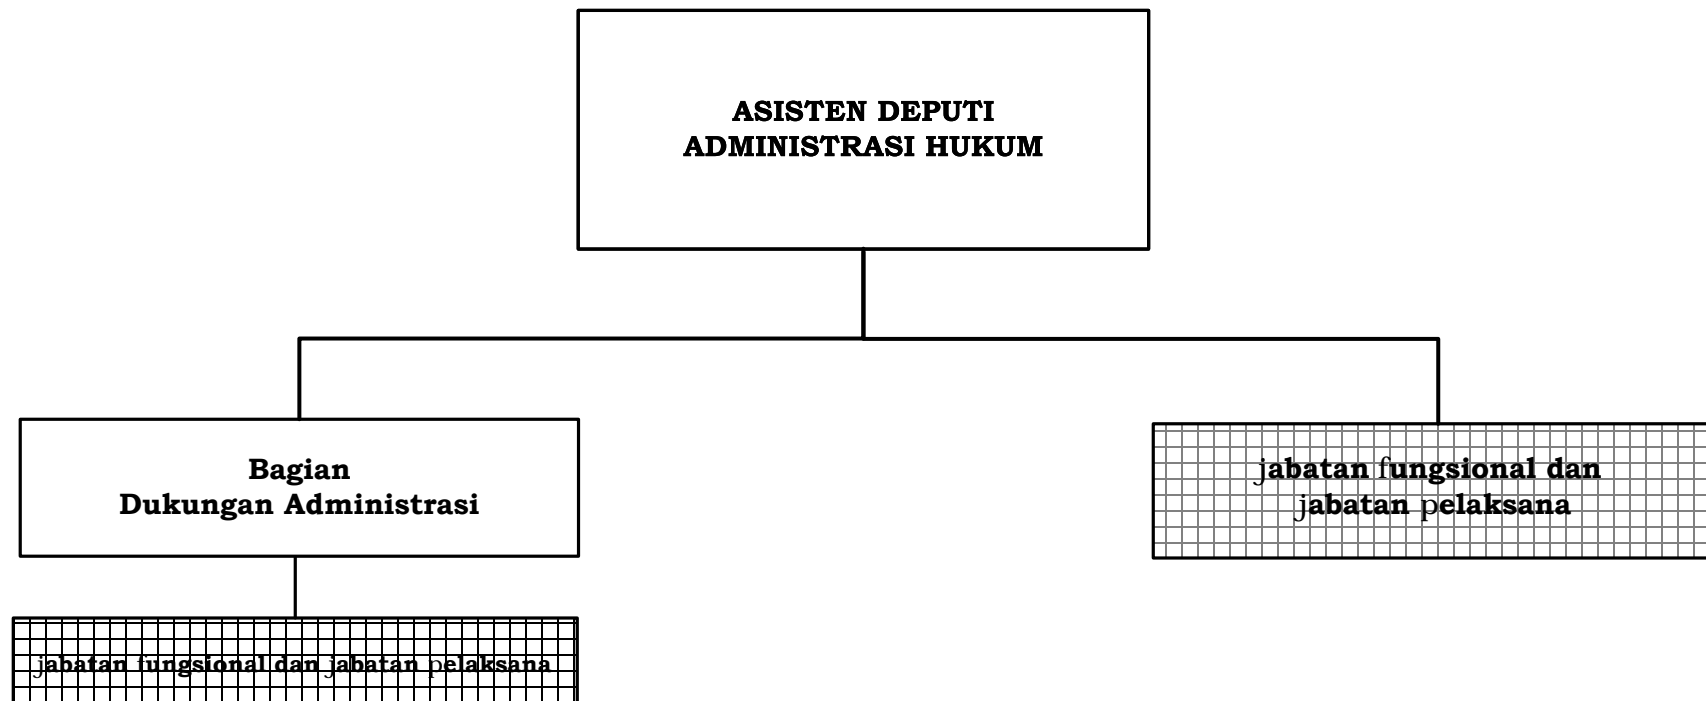 ASISTEN DEPUTI
ADMINISTRASI HUKUM
Bagian
Dukungan Administrasi
jabatan fungsional dan
jabatan pelaksana
jabatan fungsional dan jabatan pelaksana